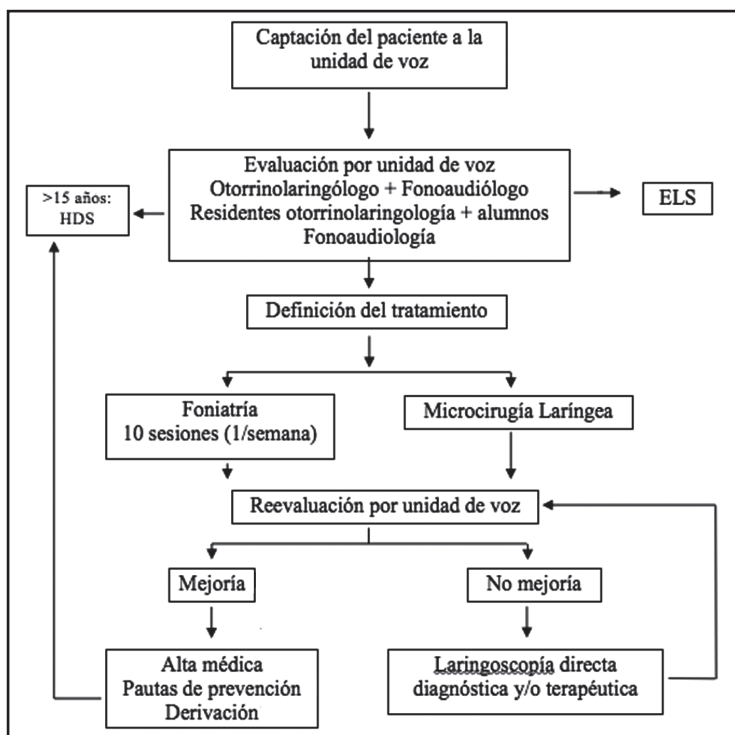 Captación del paciente a la
unidad de voz
Evaluación por unidad de voz
Otorrinolaringólogo + Fonoaudiólogo
Residentes otorrinolaringología + alumnos
Fonoaudiología
>15 años:
HDS
ELS
Definición del tratamiento
Foniatría
10 sesiones (1/semana)
Microcirugía Laríngea
Reevaluación por unidad de voz
Mejoría
No mejoría
Alta médica
Pautas de prevención
Derivación
Laringoscopía directa
diagnóstica y/o terapéutica